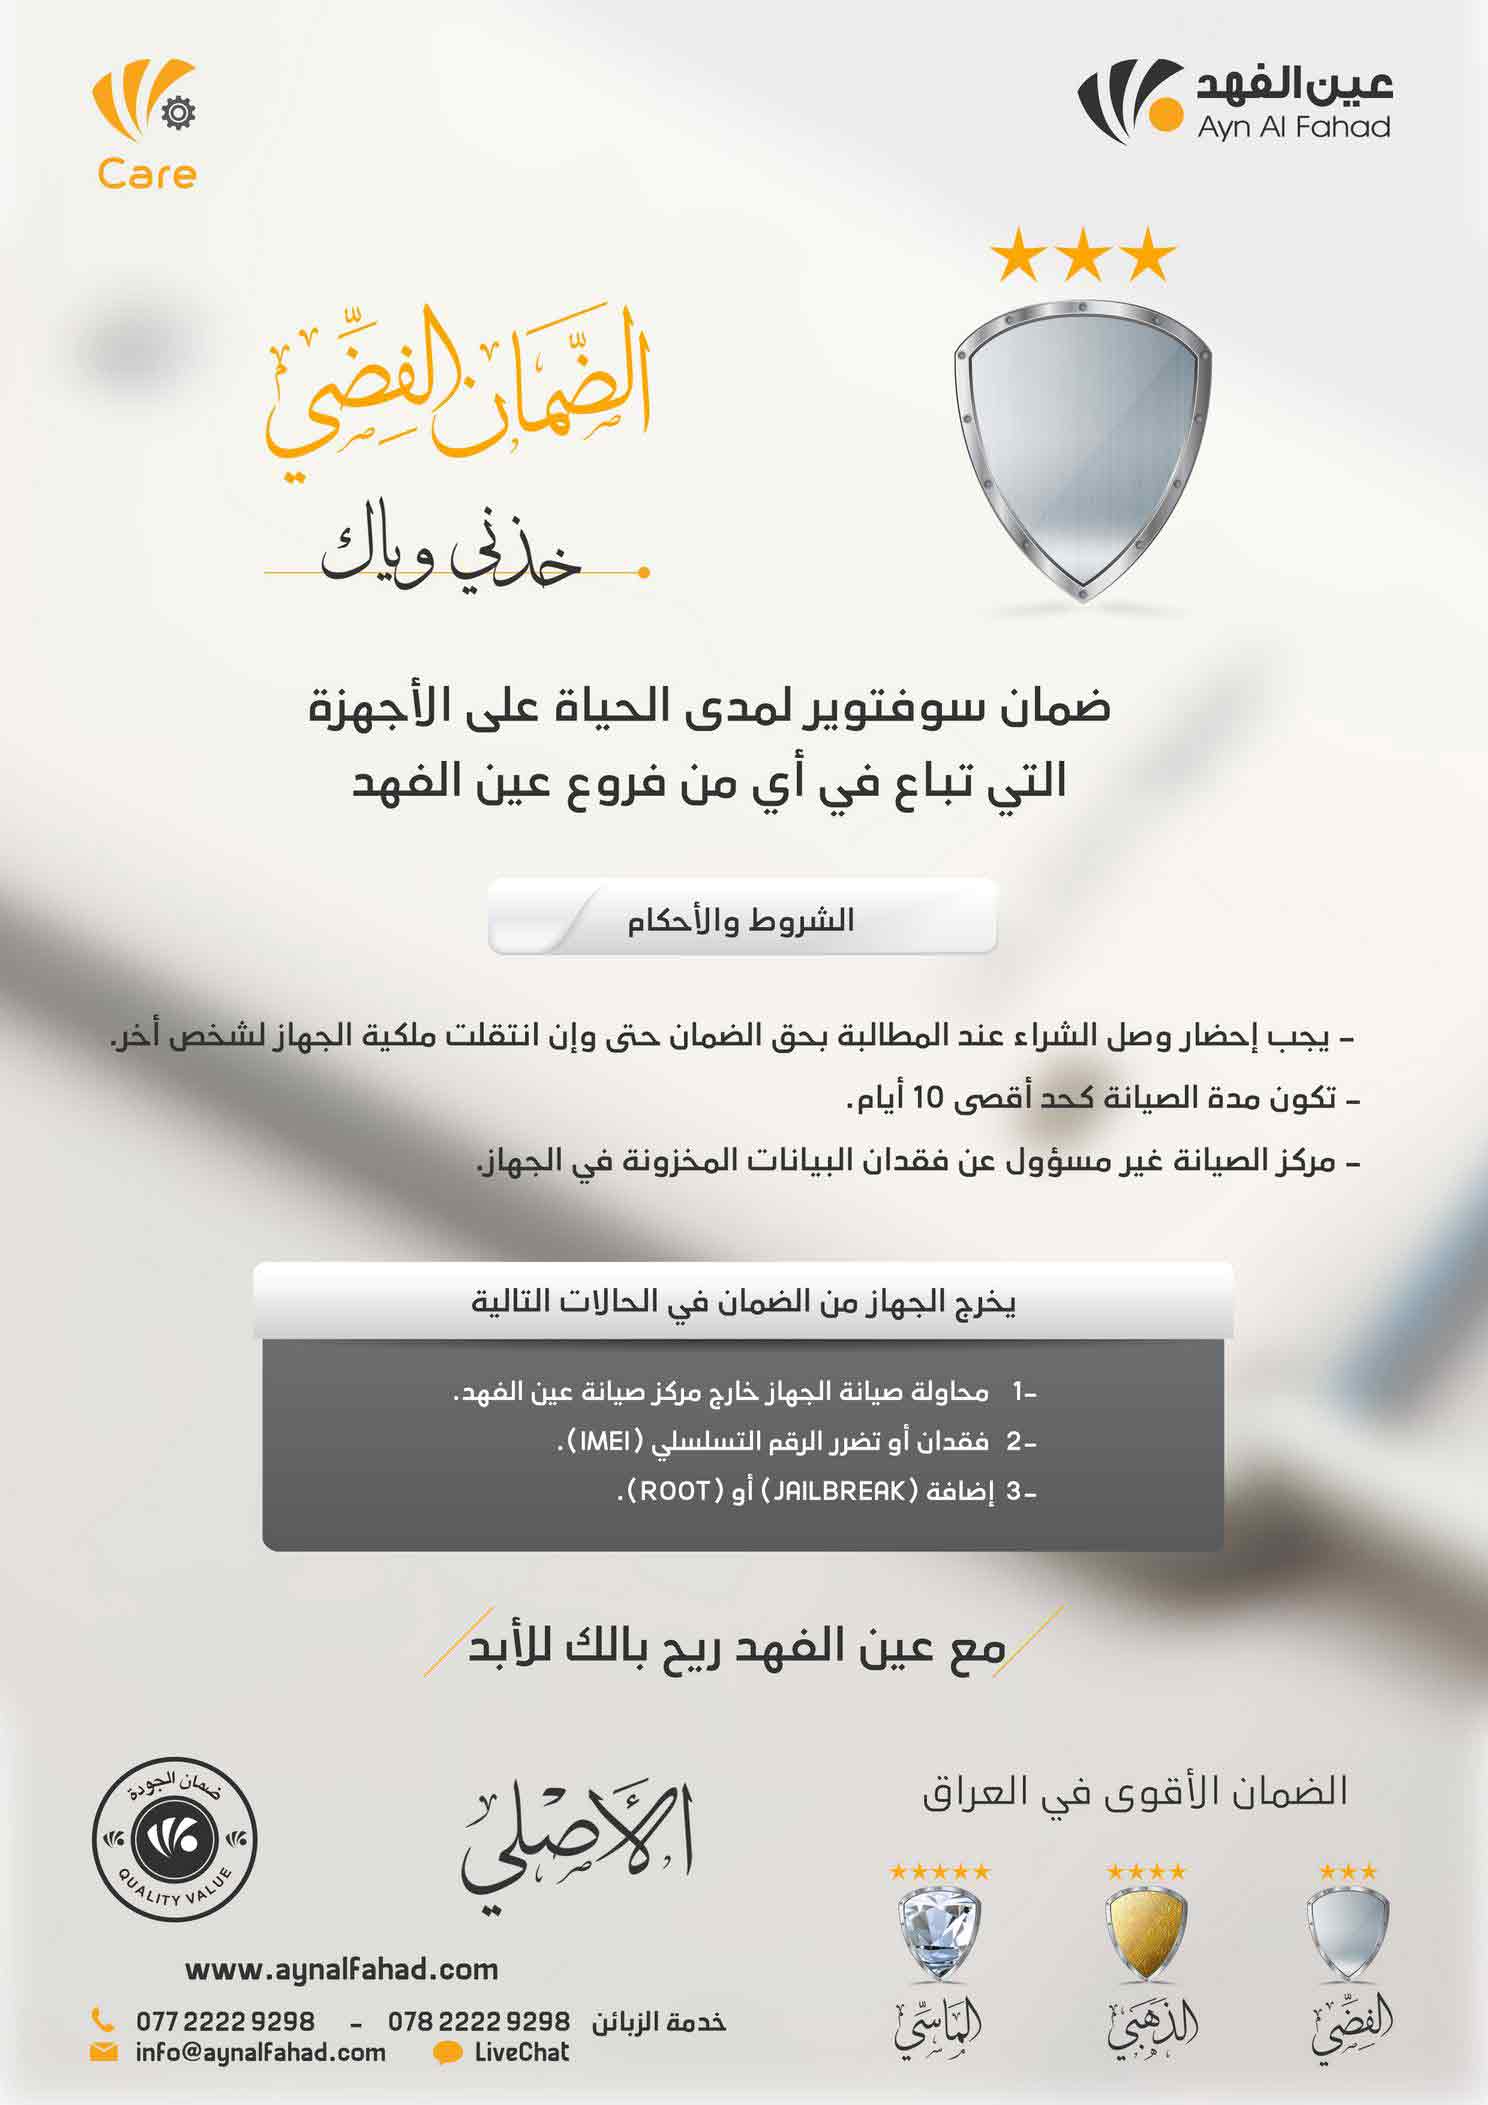 عين الفهد
Ayn Al Fahad
Care
الضمان الفضي
خذني وياك
ضمان سوفتوير لمدى الحياة على الأجهزة
التي تباع في أي من فروع عين الفهد
الشروط والأحكام
- يجب إحضار وصل الشراء عند المطالبة بحق الضمان حتى وإن انتقلت ملكية الجهاز لشخص أخر.
- تكون مدة الصيانة كحد أقصى 10 أيام.
- مركز الصيانة غير مسؤول عن فقدان البيانات المخزونة في الجهاز.
يخرج الجهاز من الضمان في الحالات التالية
1- محاولة صيانة الجهاز خارج مركز صيانة عين الفهد.
2- فقدان أو تضرر الرقم التسلسلي (IMEI).
3- إضافة (JAILBREAK) أو (ROOT).
مع عين الفهد ريح بالك للأبد
الضمان الأقوى في العراق
الفضي
الذهبي
الماسي
الأصلي
ضمان الجودة
QUALITY VALUE
www.aynalfahad.com
خدمة الزبائن 078 2222 9298 - 077 2222 9298
info@aynalfahad.com LiveChat